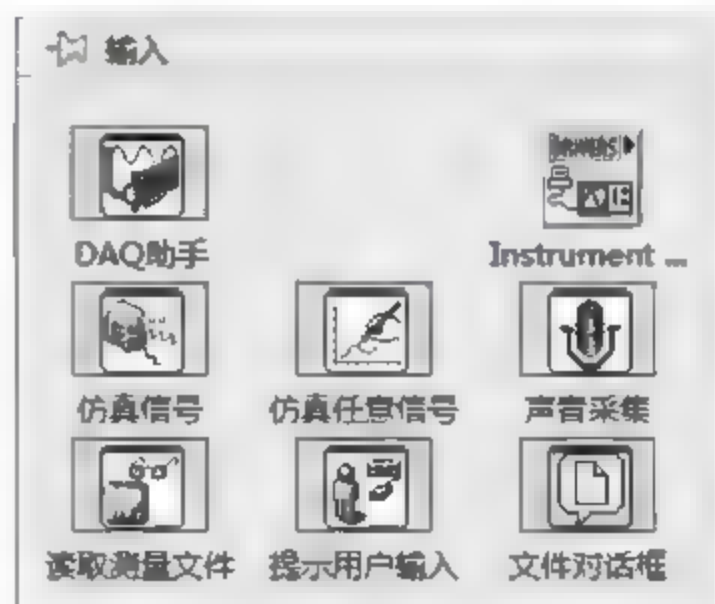 输入
DAQ助手
Instrument ...
仿真信号
仿真任意信号
声音采集
读取测量文件
提示用户输入
文件对话框